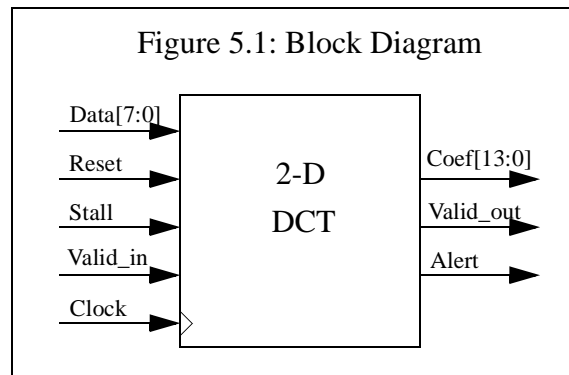 Figure 5.1: Block Diagram
Data[7:0]
Reset
Stall
Valid_in
Clock
2-D
DCT
Coef[13:0]
Valid_out
Alert